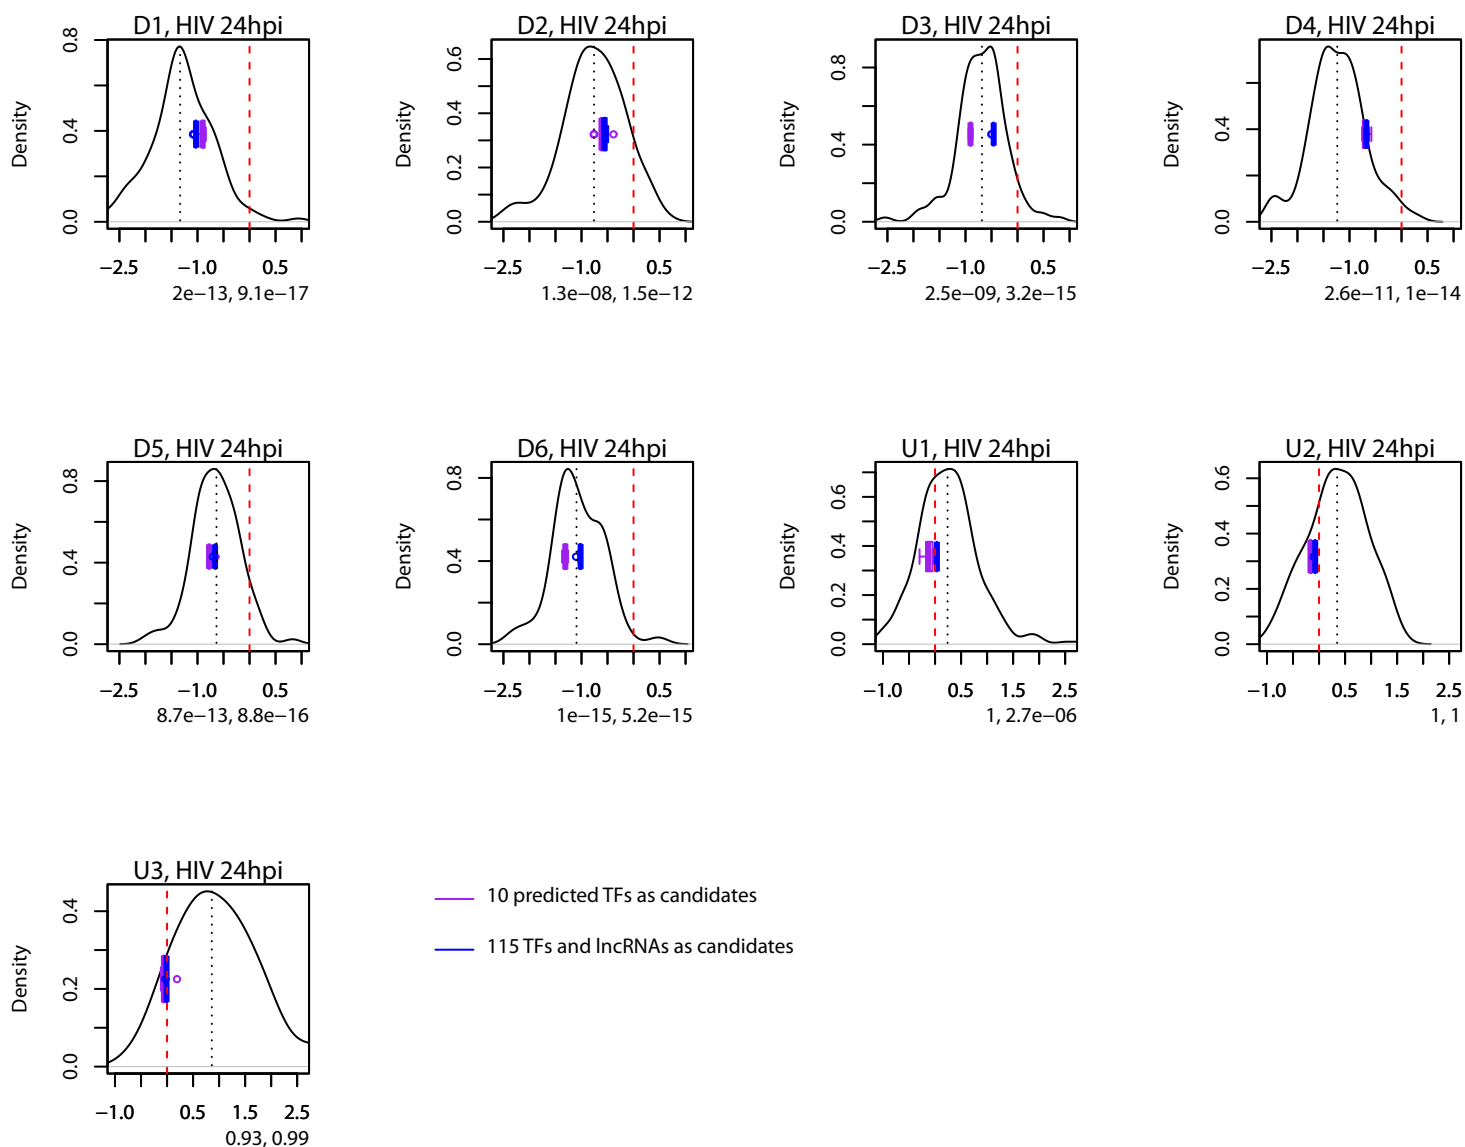 D1, HIV 24hpi
Density
0.0 0.4 0.8
−2.5 −1.0 0.5
2e−13, 9.1e−17
D2, HIV 24hpi
Density
0.0 0.2 0.4 0.6
−2.5 −1.0 0.5
1.3e−08, 1.5e−12
D3, HIV 24hpi
Density
0.0 0.4 0.8
−2.5 −1.0 0.5
2.5e−09, 3.2e−15
D4, HIV 24hpi
Density
0.0 0.4
−2.5 −1.0 0.5
2.6e−11, 1e−14
D5, HIV 24hpi
Density
0.0 0.4 0.8
−2.5 −1.0 0.5
8.7e−13, 8.8e−16
D6, HIV 24hpi
Density
0.0 0.4 0.8
−2.5 −1.0 0.5
1e−15, 5.2e−15
U1, HIV 24hpi
Density
0.0 0.2 0.4 0.6
−1.0 0.5 1.5 2.5
1, 2.7e−06
U2, HIV 24hpi
Density
0.0 0.2 0.4 0.6
−1.0 0.5 1.5 2.5
1, 1
U3, HIV 24hpi
Density
0.0 0.2 0.4
−1.0 0.5 1.5 2.5
0.93, 0.99
10 predicted TFs as candidates
115 TFs and lncRNAs as candidates